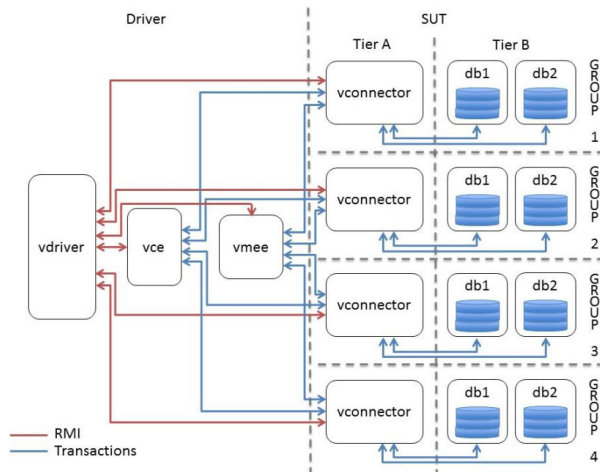 Driver
SUT
Tier A
Tier B
vconnector
db1
db2
GROUP
1
vconnector
db1
db2
GROUP
2
vdriver
vce
vmee
vconnector
db1
db2
GROUP
3
vconnector
db1
db2
GROUP
4
RMI
Transactions